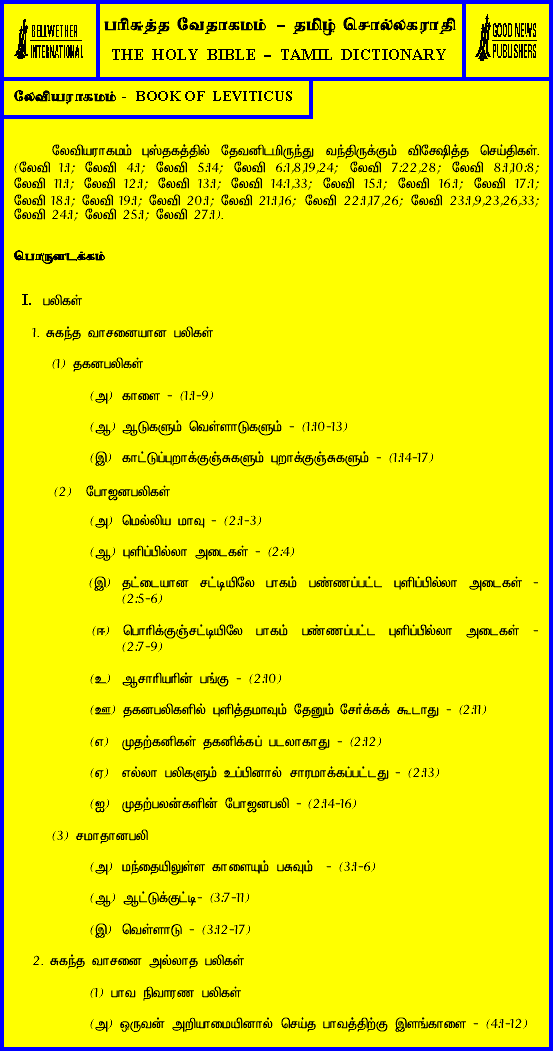 BELLWETHER
INTERNATIONAL
பரிசுத்த வேதாகமம் – தமிழ் சொல்லகராதி
THE HOLY BIBLE – TAMIL DICTIONARY
GOOD NEWS
PUBLISHERS
லேவியராகமம் - BOOK OF LEVITICUS
லேவியராகமம் புஸ்தகத்தில் தேவனிடமிருந்து வந்திருக்கும் விசேஷித்த செய்திகள்.
(லேவி 1:1; லேவி 4:1; லேவி 5:14; லேவி 6:1,8,19,24; லேவி 7:22,28; லேவி 8:1,10:8;
லேவி 11:1; லேவி 12:1; லேவி 13:1; லேவி 14:1,33; லேவி 15:1; லேவி 16:1; லேவி 17:1;
லேவி 18:1; லேவி 19:1; லேவி 20:1; லேவி 21:1,16; லேவி 22:1,17,26; லேவி 23:1,9,23,26,33;
லேவி 24:1; லேவி 25:1; லேவி 27:1).
பொருளடக்கம்
I. பலிகள்
1. சுகந்த வாசனையான பலிகள்
(1) தகனபலிகள்
(அ) காளை - (1:1-9)
(ஆ) ஆடுகளும் வெள்ளாடுகளும் - (1:10-13)
(இ) காட்டுப்புறாக்குஞ்சுகளும் புறாக்குஞ்சுகளும் - (1:14-17)
(2) போஜனபலிகள்
(அ) மெல்லிய மாவு - (2:1-3)
(ஆ) புளிப்பில்லா அடைகள் - (2:4)
(இ) தட்டையான சட்டியிலே பாகம் பண்ணப்பட்ட புளிப்பில்லா அடைகள் -
(2:5-6)
(ஈ) பொரிக்குஞ்சட்டியிலே பாகம் பண்ணப்பட்ட புளிப்பில்லா அடைகள் -
(2:7-9)
(உ) ஆசாரியரின் பங்கு - (2:10)
(ஊ) தகனபலிகளில் புளித்தமாவும் தேனும் சேர்க்கக் கூடாது - (2:11)
(எ) முதற்கனிகள் தகனிக்கப் படலாகாது - (2:12)
(ஏ) எல்லா பலிகளும் உப்பினால் சாரமாக்கப்பட்டது - (2:13)
(ஐ) முதற்பலன்களின் போஜனபலி - (2:14-16)
(3) சமாதானபலி
(அ) மந்தையிலுள்ள காளையும் பசுவும் - (3:1-6)
(ஆ) ஆட்டுக்குட்டி- (3:7-11)
(இ) வெள்ளாடு - (3:12-17)
2. சுகந்த வாசனை அல்லாத பலிகள்
(1) பாவ நிவாரண பலிகள்
(அ) ஒருவன் அறியாமையினால் செய்த பாவத்திற்கு இளங்காளை - (4:1-12)